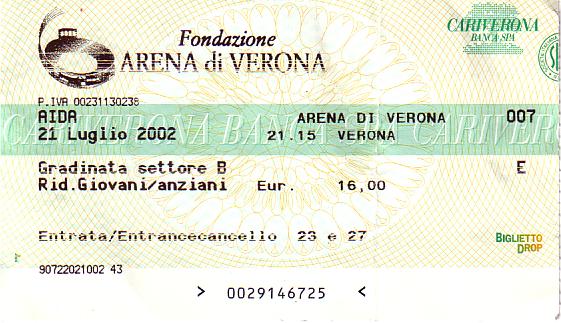 Fondazione
ARENA di VERONA
CARIVERONA
BANCA SPA
P.IVA 00231130238
AIDA ARENA DI VERONA 007
21 Luglio 2002 21.15 VERONA
CARIVERONA BANCA CARIVERONA
Gradinata settore B E
Rid.Giovani/anziani Eur. 16,00
Entrata/Entrancecancello 23 e 27
BIGLIETTO
DROP
90722021002 43
> 0029146725 <